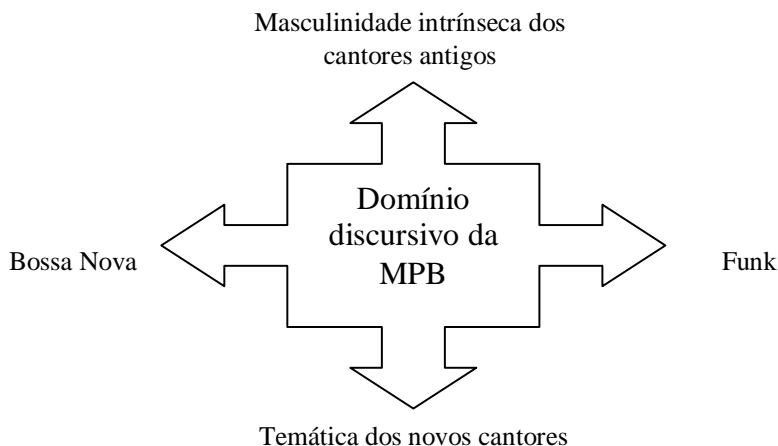 Masculinidade intrínseca dos
cantores antigos
Domínio
discursivo da
MPB
Bossa Nova
Funk
Temática dos novos cantores